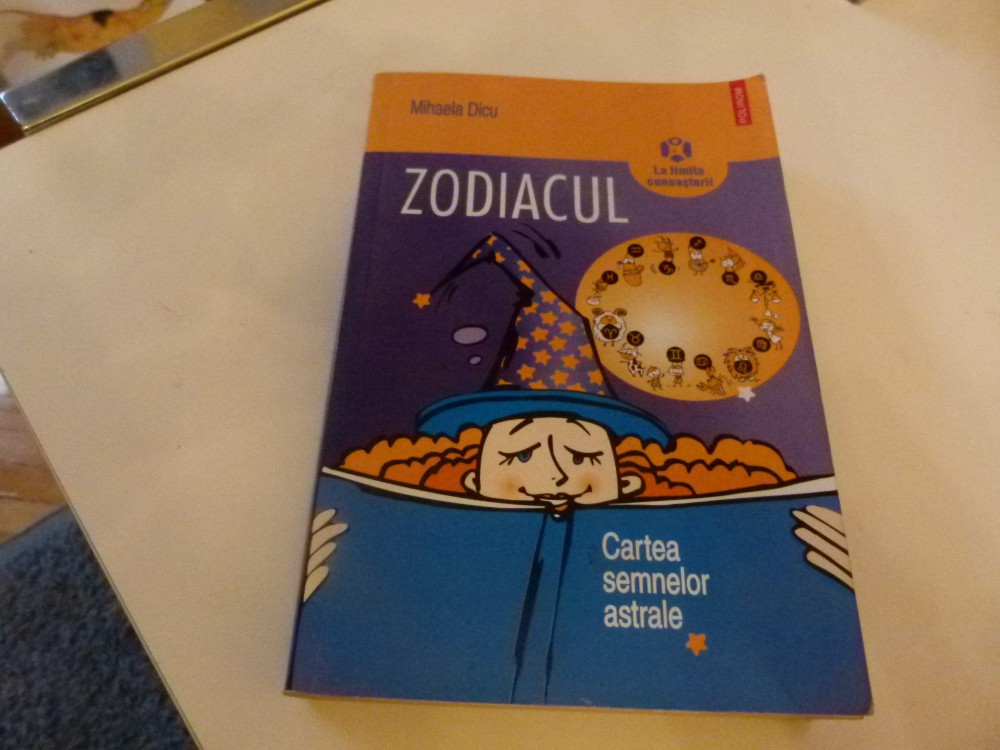 Mihaela Dicu
POLIROM
La limita
cunoașterii
ZODIACUL
Cartea
semnelor
astrale